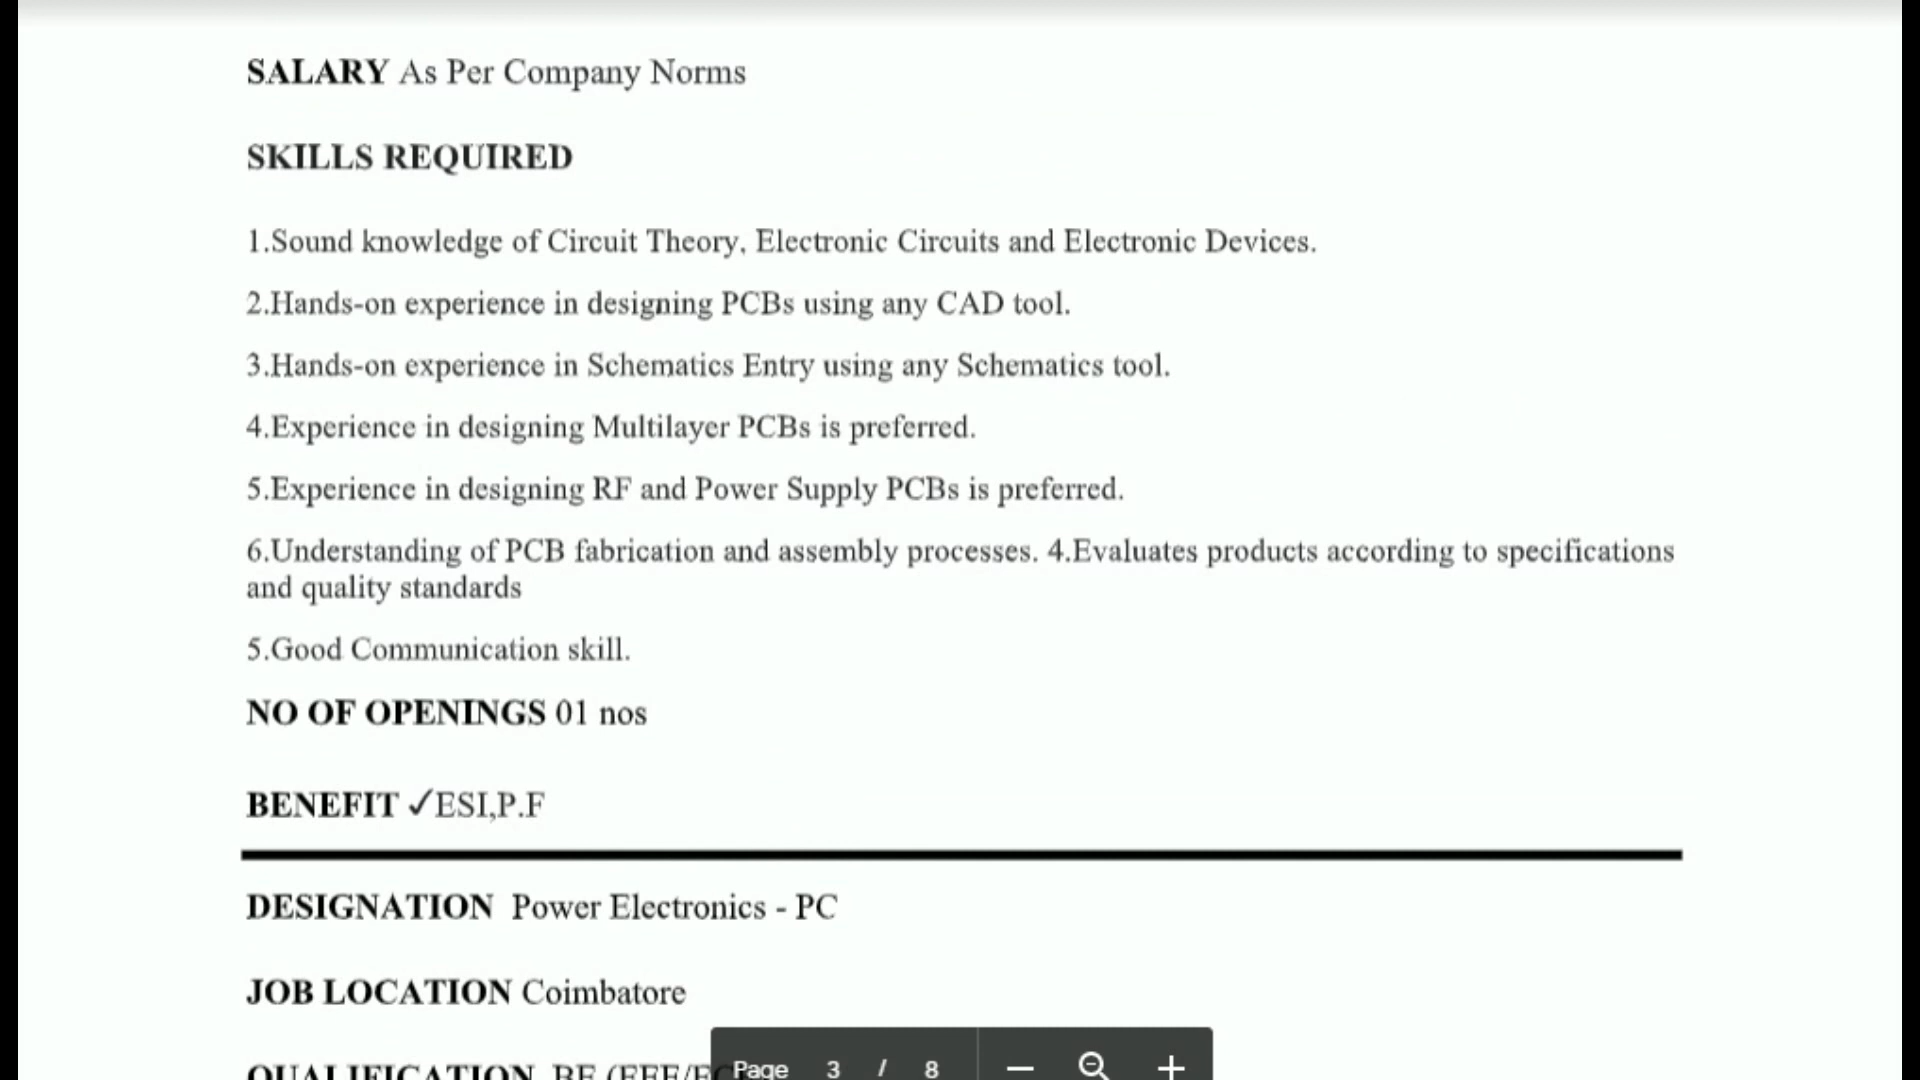 SALARY As Per Company Norms
SKILLS REQUIRED
1.Sound knowledge of Circuit Theory, Electronic Circuits and Electronic Devices.
2.Hands-on experience in designing PCBs using any CAD tool.
3.Hands-on experience in Schematics Entry using any Schematics tool.
4.Experience in designing Multilayer PCBs is preferred.
5.Experience in designing RF and Power Supply PCBs is preferred.
6.Understanding of PCB fabrication and assembly processes. 4.Evaluates products according to specifications
and quality standards
5.Good Communication skill.
NO OF OPENINGS 01 nos
BENEFIT ✓ESI,P.F
DESIGNATION Power Electronics - PC
JOB LOCATION Coimbatore
QUALIFICATION BE (EEE/
Page 3 / 8